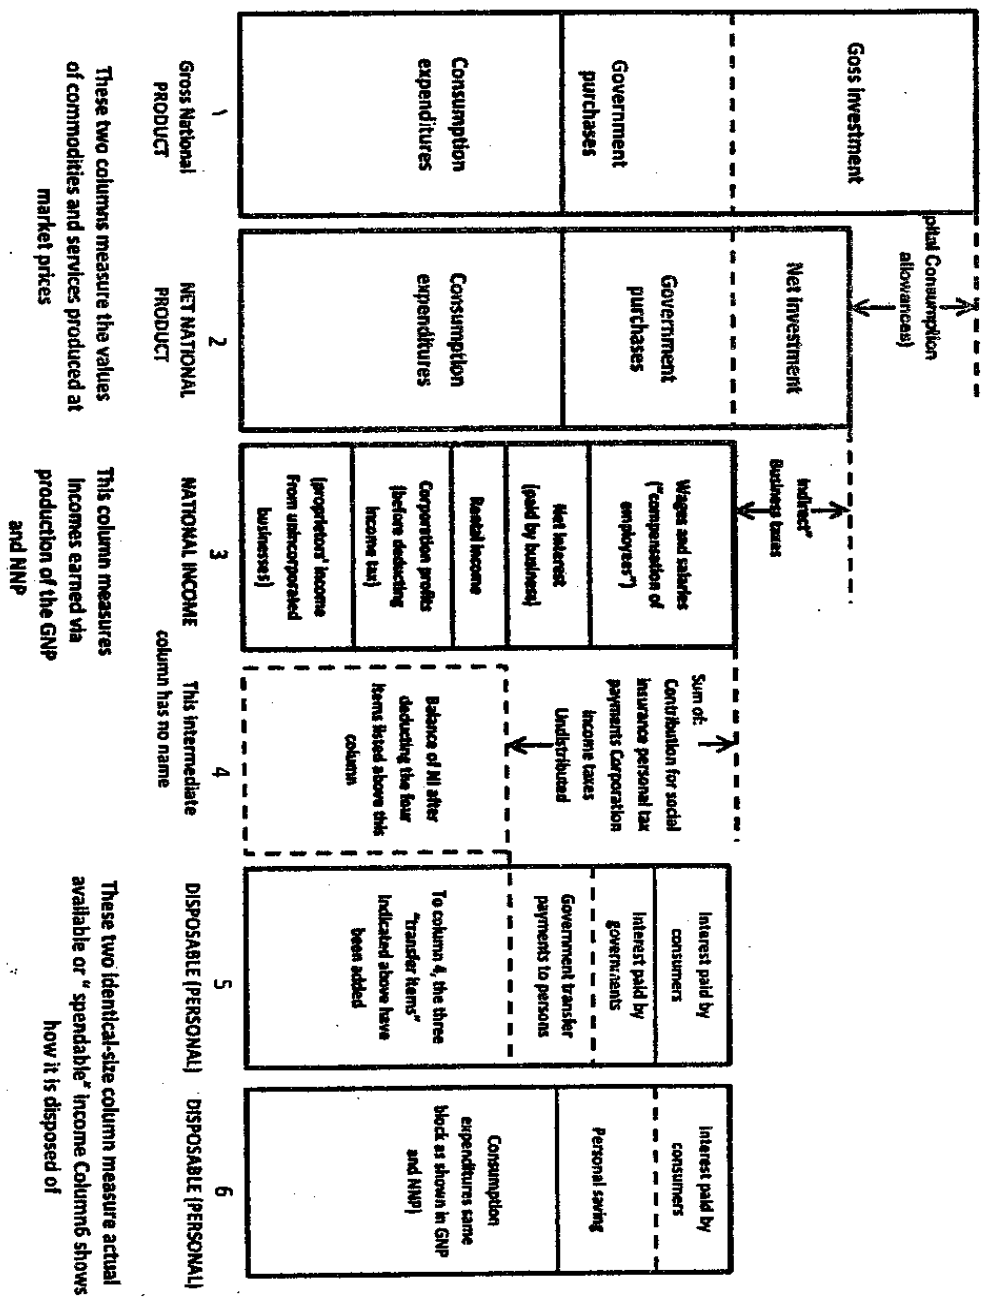 Goss investment
Government
purchases
Consumption
expenditures
1
Gross National
PRODUCT
These two columns measure the values
of commodities and services produced at
market prices
pital Consumption
allowances)
Net investment
Government
purchases
Consumption
expenditures
2
NET NATIONAL
PRODUCT
Indirect"
Business taxes
Wages and salaries
("compensation of
employees")
Net interest
(paid by business)
Rental income
Corporation profits
(before deducting
income tax)
(proprietors' income
From unincorporated
businesses)
3
NATIONAL INCOME
This column measures
Incomes earned via
production of the GNP
and NNP
Sum of:
Contribution for social
insurance personal tax
payments Corporation
income taxes
Undistributed
Balance of NI after
deducting the four
items listed above this
column
4
This intermediate
column has no name
Interest paid by
consumers
Interest paid by
governments
Government transfer
payments to persons
To column 4, the three
"transfer items"
indicated above have
been added
5
DISPOSABLE (PERSONAL)
Interest paid by
consumers
Personal saving
Consumption
expenditures same
block as shown in GNP
and NNP)
6
DISPOSABLE (PERSONAL)
These two identical-size column measure actual
available or " spendable" income Column6 shows
how it is disposed of